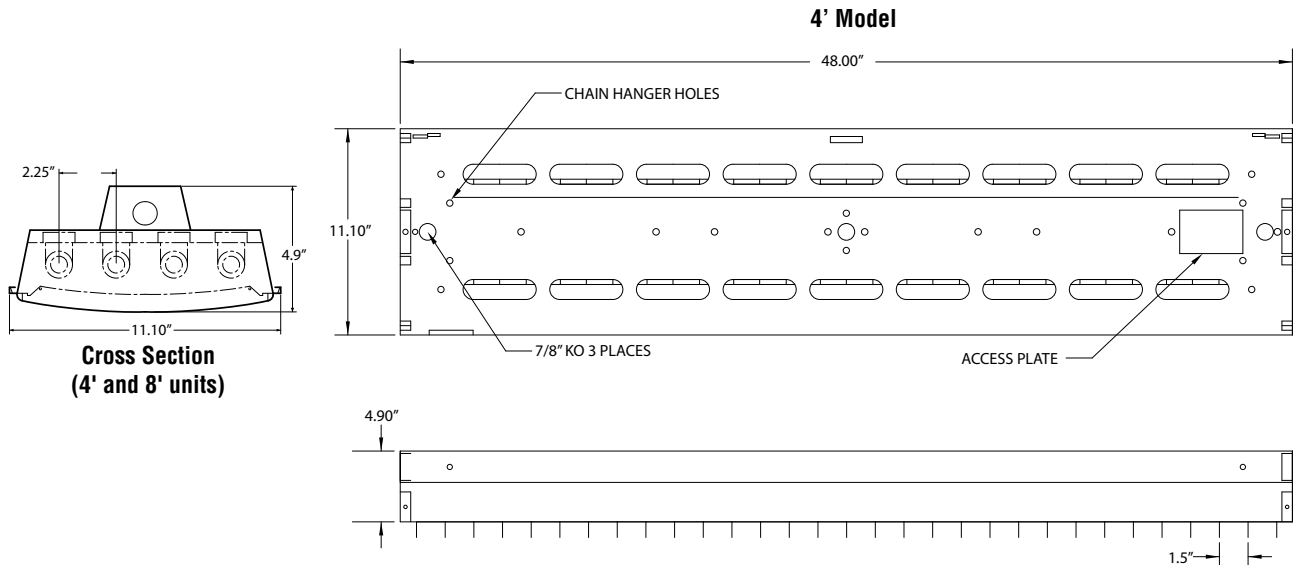 4’ Model
48.00”
CHAIN HANGER HOLES
2.25”
11.10”
4.9”
11.10”
7/8” KO 3 PLACES
ACCESS PLATE
Cross Section
(4' and 8' units)
4.90”
1.5”